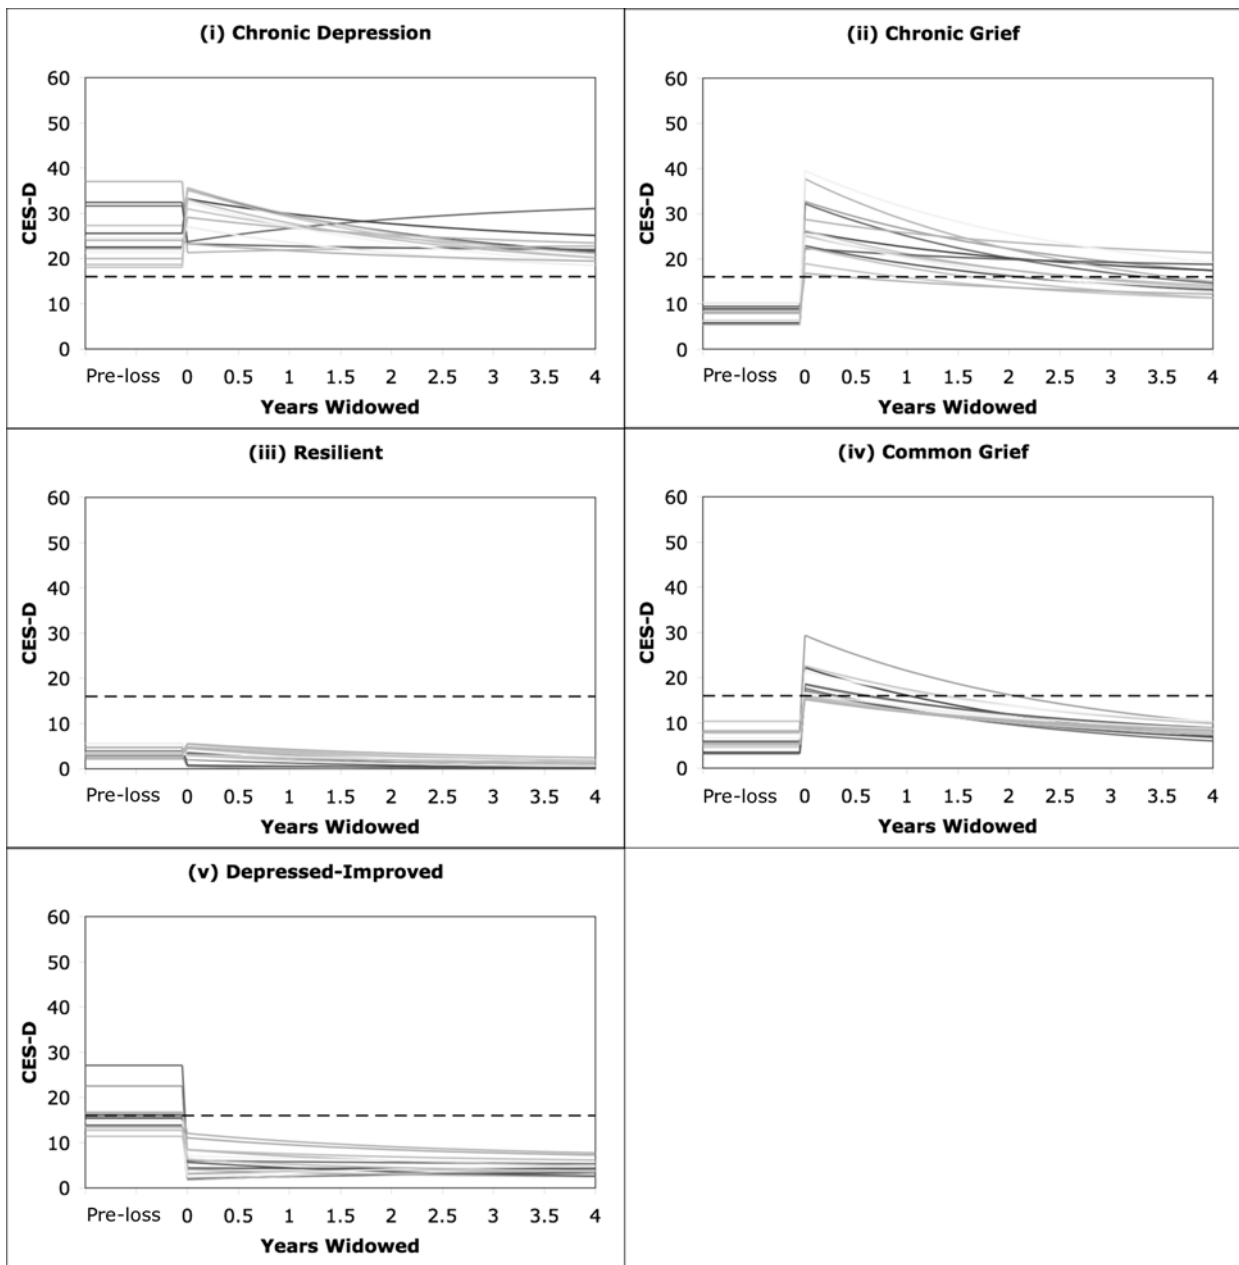 (i) Chronic Depression
60
50
40
30
20
10
0
CES-D
Pre-loss 0 0.5 1 1.5 2 2.5 3 3.5 4
Years Widowed
(ii) Chronic Grief
60
50
40
30
20
10
0
CES-D
Pre-loss 0 0.5 1 1.5 2 2.5 3 3.5 4
Years Widowed
(iii) Resilient
60
50
40
30
20
10
0
CES-D
Pre-loss 0 0.5 1 1.5 2 2.5 3 3.5 4
Years Widowed
(iv) Common Grief
60
50
40
30
20
10
0
CES-D
Pre-loss 0 0.5 1 1.5 2 2.5 3 3.5 4
Years Widowed
(v) Depressed-Improved
60
50
40
30
20
10
0
CES-D
Pre-loss 0 0.5 1 1.5 2 2.5 3 3.5 4
Years Widowed